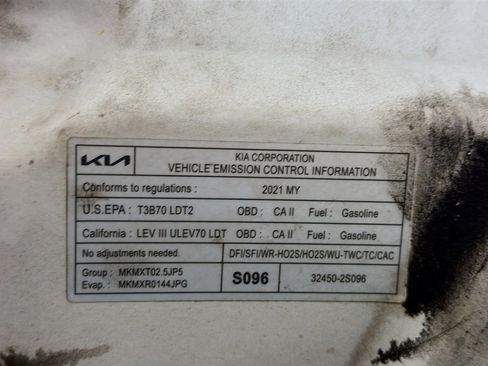 KIA
KIA CORPORATION
VEHICLE EMISSION CONTROL INFORMATION
Conforms to regulations : 2021 MY
U.S.EPA : T3B70 LDT2 OBD : CA II Fuel : Gasoline
California : LEV III ULEV70 LDT OBD : CA II Fuel : Gasoline
No adjustments needed. DFI/SFI/WR-HO2S/HO2S/WU-TWC/TC/CAC
Group : MKMXT02.5JP5
Evap. : MKMXR0144JPG
S096
32450-2S096